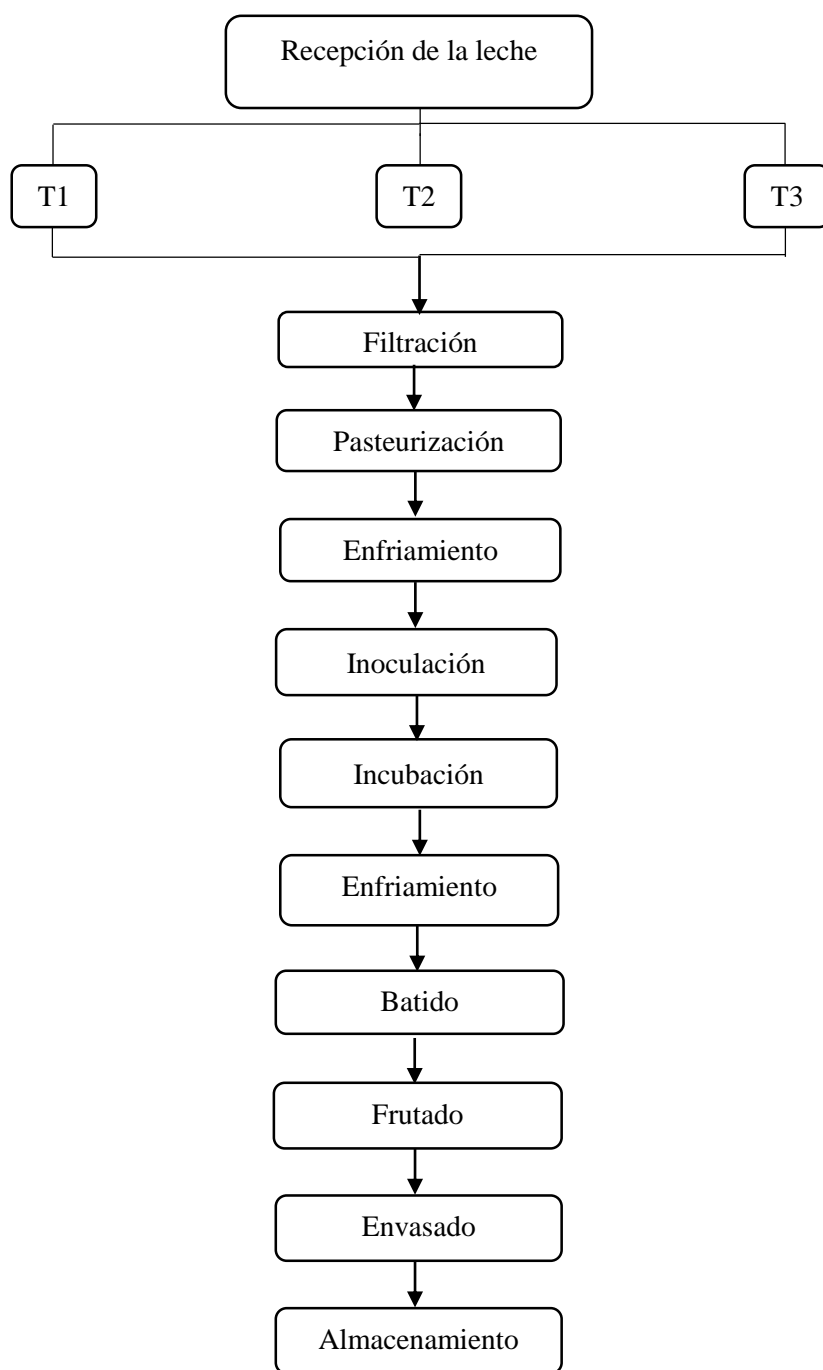 Recepción de la leche
T1
T2
T3
Filtración
Pasteurización
Enfriamiento
Inoculación
Incubación
Enfriamiento
Batido
Frutado
Envasado
Almacenamiento